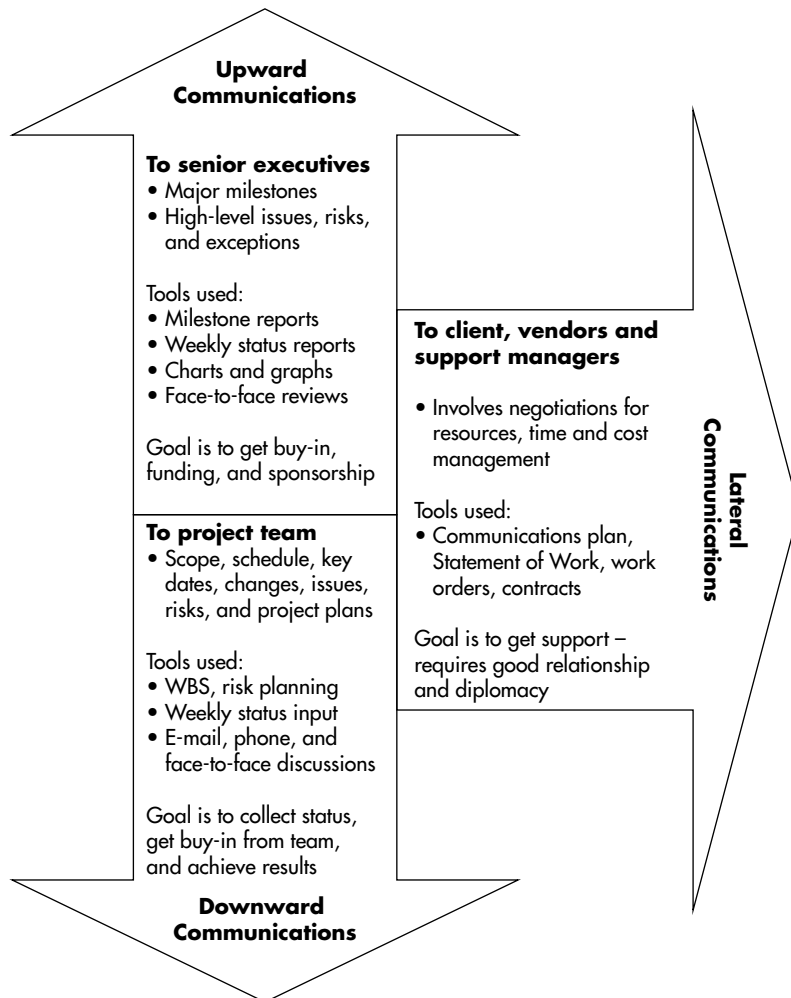 Upward
Communications
To senior executives
• Major milestones
• High-level issues, risks,
and exceptions
Tools used:
• Milestone reports
• Weekly status reports
• Charts and graphs
• Face-to-face reviews
Goal is to get buy-in,
funding, and sponsorship
To project team
• Scope, schedule, key
dates, changes, issues,
risks, and project plans
Tools used:
• WBS, risk planning
• Weekly status input
• E-mail, phone, and
face-to-face discussions
Goal is to collect status,
get buy-in from team,
and achieve results
Downward
Communications
To client, vendors and
support managers
• Involves negotiations for
resources, time and cost
management
Tools used:
• Communications plan,
Statement of Work, work
orders, contracts
Goal is to get support –
requires good relationship
and diplomacy
Lateral
Communications